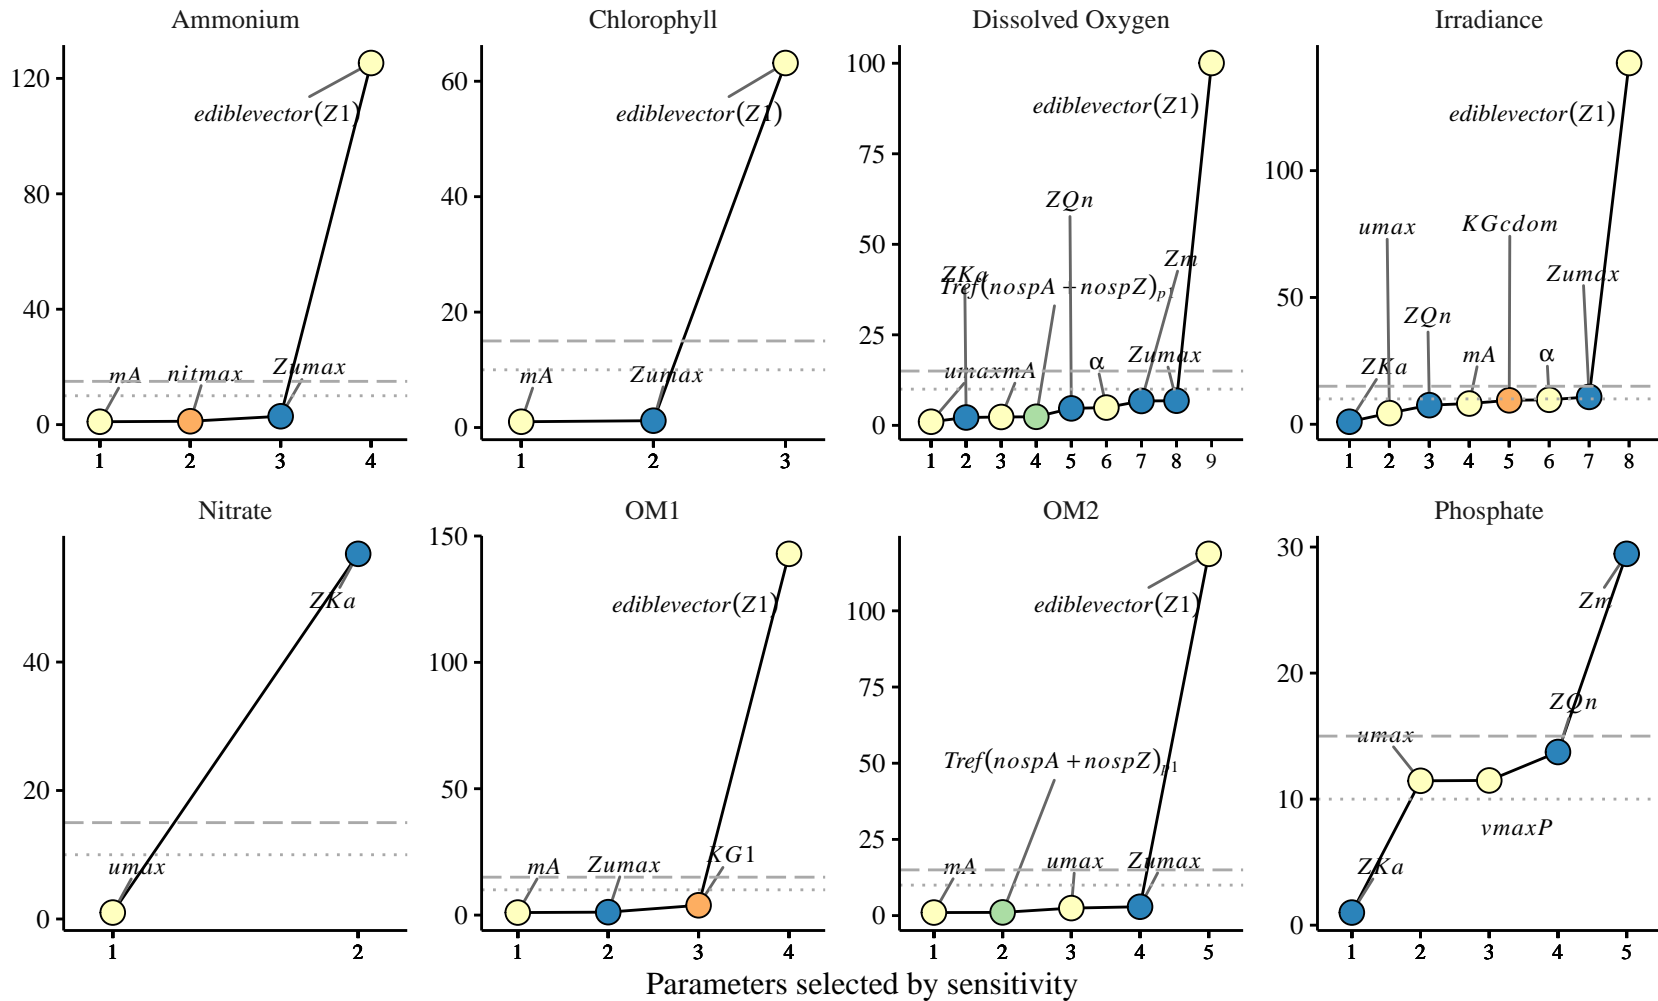 Ammonium
120
80
40
0
ediblevector(Z1)
mA
nitmax
Zumax
1 2 3 4
Chlorophyll
60
40
20
0
ediblevector(Z1)
mA
Zumax
1 2 3
Dissolved Oxygen
100
75
50
25
0
ediblevector(Z1)
ZQn
Zm
ZKa
Tref(nospA + nospZ)p1
α
Zumax
umax
mA
1 2 3 4 5 6 7 8 9
Irradiance
100
50
0
ediblevector(Z1)
umax
KGcdom
Zumax
ZQn
ZKa
mA
α
1 2 3 4 5 6 7 8
Nitrate
40
20
0
ZKa
umax
1 2
OM1
150
100
50
0
ediblevector(Z1)
mA
Zumax
KG1
1 2 3 4
OM2
100
75
50
25
0
ediblevector(Z1)
Tref(nospA + nospZ)p1
mA
umax
Zumax
1 2 3 4 5
Phosphate
30
20
10
0
Zm
ZQn
umax
vmaxP
ZKa
1 2 3 4 5
Parameters selected by sensitivity